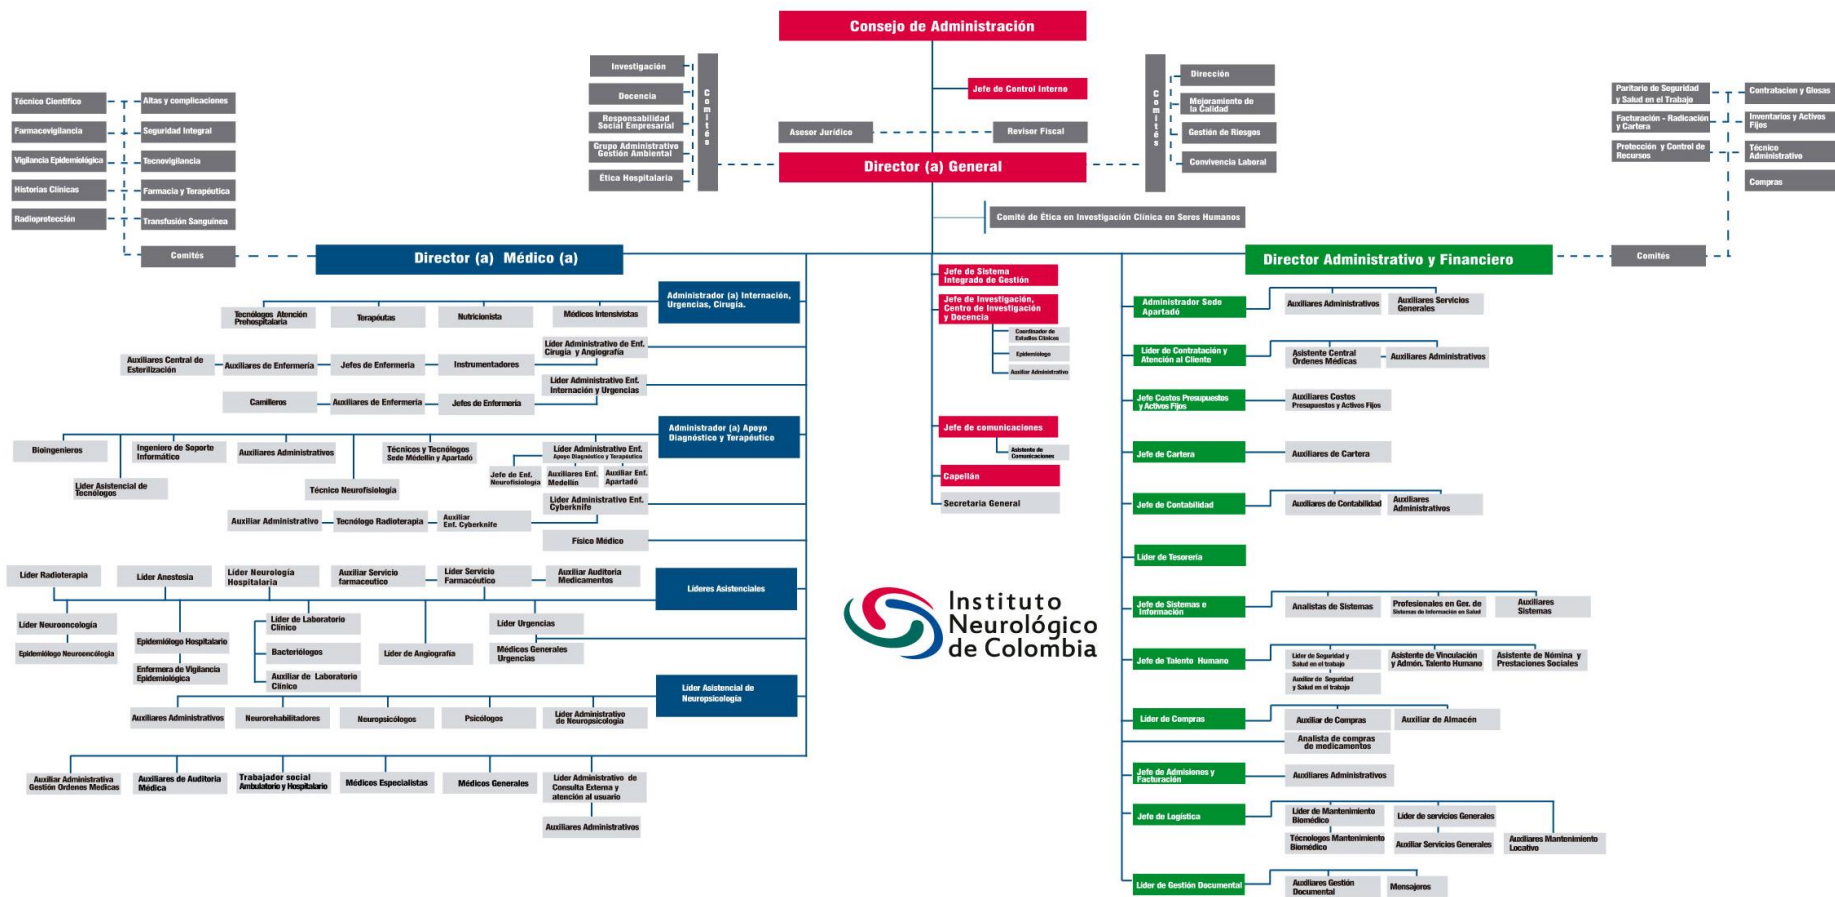 Consejo de Administración
Jefe de Control Interno
Asesor Jurídico
Revisor Fiscal
Director (a) General
Comités
Investigación
Docencia
Responsabilidad
Social Empresarial
Grupo Administrativo
Gestión Ambiental
Ética Hospitalaria
Comités
Dirección
Mejoramiento de
la Calidad
Gestión de Riesgos
Convivencia Laboral
Comité de Ética en Investigación Clínica en Seres Humanos
Técnico Científico
Altas y complicaciones
Farmacovigilancia
Seguridad Integral
Vigilancia Epidemiológica
Tecnovigilancia
Historias Clínicas
Farmacia y Terapéutica
Radioprotección
Transfusión Sanguínea
Comités
Paritario de Seguridad
y Salud en el Trabajo
Contratacion y Glosas
Facturación - Radicación
y Cartera
Inventarios y Activos
Fijos
Protección y Control de
Recursos
Técnico
Administrativo
Compras
Comités
Director (a) Médico (a)
Administrador (a) Internación,
Urgencias, Cirugía.
Tecnólogos Atención
Prehospitalaria
Terapéutas
Nutricionista
Médicos Intensivistas
Líder Administrativo de Enf.
Cirugía y Angiografía
Auxiliares Central de
Esterilización
Auxiliares de Enfermería
Jefes de Enfermería
Instrumentadores
Líder Administrativo Enf.
Internación y Urgencias
Camilleros
Auxiliares de Enfermería
Jefes de Enfermería
Administrador (a) Apoyo
Diagnóstico y Terapéutico
Bioingenieros
Ingeniero de Soporte
Informático
Auxiliares Administrativos
Técnicos y Tecnólogos
Sede Médellin y Apartadó
Líder Administrativo Enf.
Apoyo Diagnóstico y Terapéutico
Líder Asistencial de
Tecnólogos
Técnico Neurofisiología
Jefe de Enf.
Neurofisiología
Auxiliares Enf.
Medellín
Auxiliar Enf.
Apartadó
Líder Administrativo Enf.
Cyberknife
Auxiliar Administrativo
Tecnólogo Radioterapia
Auxiliar
Enf. Cyberknife
Físico Médico
Líderes Asistenciales
Líder Radioterapia
Líder Anestesia
Líder Neurología
Hospitalaria
Auxiliar Servicio
farmaceutico
Líder Servicio
Farmacéutico
Auxiliar Auditoria
Medicamentos
Líder Neurooncología
Epidemiólogo Neurooncólogia
Epidemiólogo Hospitalario
Enfermera de Vigilancia
Epidemiológica
Líder de Laboratorio
Clínico
Bacteriólogos
Auxiliar de Laboratorio
Clínico
Líder de Angiografía
Líder Urgencias
Médicos Generales
Urgencias
Líder Asistencial de
Neuropsicología
Auxiliares Administrativos
Neurorehabilitadores
Neuropsicólogos
Psicólogos
Líder Administrativo
de Neuropsicologia
Auxiliar Administrativa
Gestión Ordenes Medicas
Auxiliares de Auditoria
Médica
Trabajador social
Ambulatorio y Hospitalario
Médicos Especialistas
Médicos Generales
Líder Administrativo de
Consulta Externa y
atención al usuario
Auxiliares Administrativos
Jefe de Sistema
Integrado de Gestión
Jefe de Investigación,
Centro de Investigación
y Docencia
Coordinador de
Estudios Clínicos
Epidemiólogo
Auxiliar Administrativo
Jefe de comunicaciones
Asistente de
Comunicaciones
Capellán
Secretaria General
Instituto
Neurológico
de Colombia
Director Administrativo y Financiero
Administrador Sede
Apartadó
Auxiliares Administrativos
Auxiliares Servicios
Generales
Líder de Contratación y
Atención al Cliente
Asistente Central
Ordenes Médicas
Auxiliares Administrativos
Jefe Costos Presupuestos
y Activos Fijos
Auxiliares Costos
Presupuestos y Activos Fijos
Jefe de Cartera
Auxiliares de Cartera
Jefe de Contabilidad
Auxiliares de Contabilidad
Auxiliares
Administrativos
Líder de Tesorería
Jefe de Sistemas e
Información
Analistas de Sistemas
Profesionales en Ger. de
Sistemas de Información en Salud
Auxiliares
Sistemas
Jefe de Talento Humano
Líder de Seguridad y
Salud en el trabajo
Asistente de Vinculación
y Admón. Talento Humano
Asistente de Nómina y
Prestaciones Sociales
Auxiliar de Seguridad
y Salud en el trabajo
Líder de Compras
Auxiliar de Compras
Auxiliar de Almacén
Analista de compras
de medicamentos
Jefe de Admisiones y
Facturación
Auxiliares Administrativos
Jefe de Logística
Líder de Mantenimiento
Biomédico
Líder de servicios Generales
Técnologos Mantenimiento
Biomédico
Auxiliar Servicios Generales
Auxiliares Mantenimiento
Locativo
Líder de Gestión Documental
Auxiliares Gestión
Documental
Mensajeros